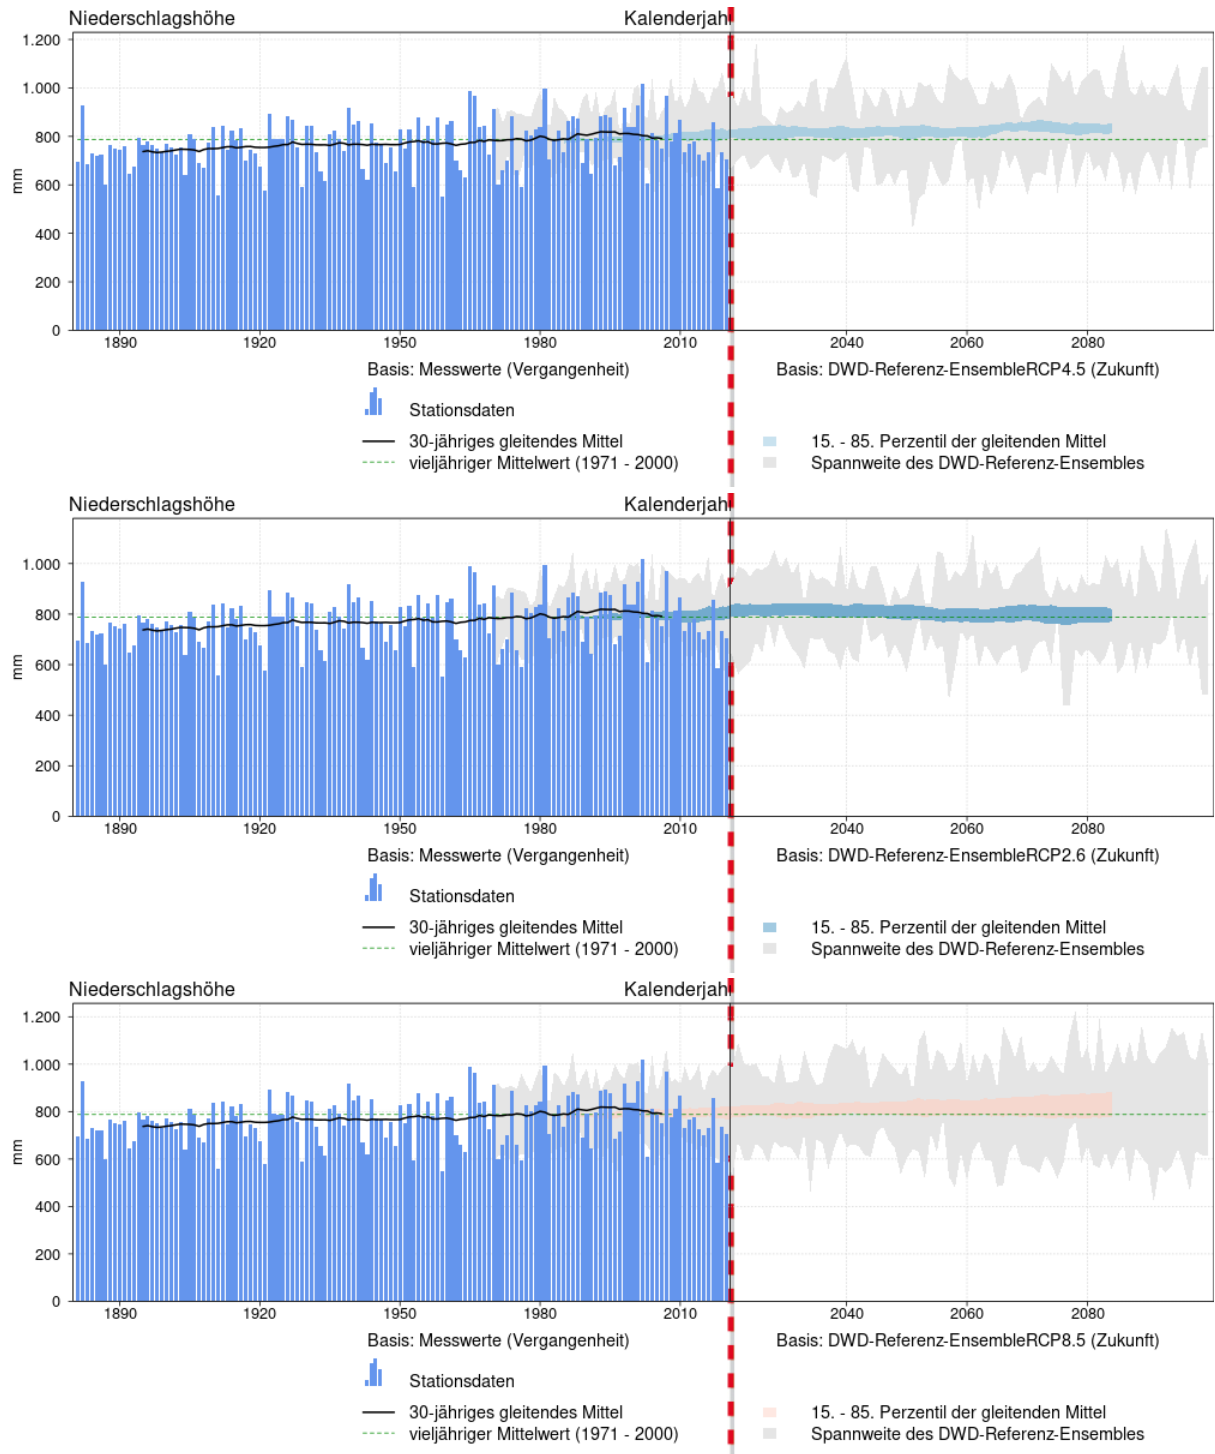 Niederschlagshöhe Kalenderjah
1.200
1.000
800
600
400
200
0
mm
1890 1920 1950 1980 2010 2040 2060 2080
Basis: Messwerte (Vergangenheit) Basis: DWD-Referenz-EnsembleRCP4.5 (Zukunft)
Stationsdaten
30-jähriges gleitendes Mittel 15. - 85. Perzentil der gleitenden Mittel
vieljähriger Mittelwert (1971 - 2000) Spannweite des DWD-Referenz-Ensembles
Niederschlagshöhe Kalenderjah
1.000
800
600
400
200
0
mm
1890 1920 1950 1980 2010 2040 2060 2080
Basis: Messwerte (Vergangenheit) Basis: DWD-Referenz-EnsembleRCP2.6 (Zukunft)
Stationsdaten
30-jähriges gleitendes Mittel 15. - 85. Perzentil der gleitenden Mittel
vieljähriger Mittelwert (1971 - 2000) Spannweite des DWD-Referenz-Ensembles
Niederschlagshöhe Kalenderjah
1.200
1.000
800
600
400
200
0
mm
1890 1920 1950 1980 2010 2040 2060 2080
Basis: Messwerte (Vergangenheit) Basis: DWD-Referenz-EnsembleRCP8.5 (Zukunft)
Stationsdaten
30-jähriges gleitendes Mittel 15. - 85. Perzentil der gleitenden Mittel
vieljähriger Mittelwert (1971 - 2000) Spannweite des DWD-Referenz-Ensembles